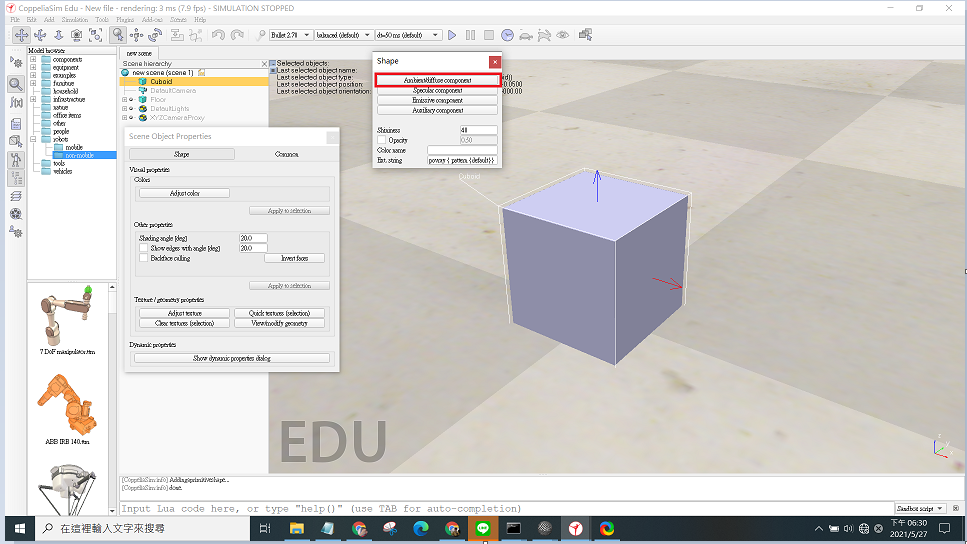 CoppeliaSim Edu - New file - rendering: 3 ms (7.9 fps) - SIMULATION STOPPED
File Edit Add Simulation Tools Plugins Add-ons Scenes Help
Bullet 2.78 balanced (default) dt=50 ms (default)
Model browser
components
equipment
examples
furniture
household
infrastructure
nature
office items
other
people
robots
mobile
non-mobile
tools
vehicles
7 DoF manipulator.ttm
ABB IRB 140.ttm
new scene
Scene hierarchy
new scene (scene 1)
Cuboid
DefaultCamera
Floor
DefaultLights
XYZCameraProxy
Selected objects:
Last selected object name:
Last selected object type:
Last selected object position:
Last selected object orientation:
Shape
Ambient/diffuse component
Specular component
Emissive component
Auxiliary component
Shininess 48
Opacity 0.50
Color name
Ext. string povray { pattern {default}}
Scene Object Properties
Shape Common
Visual properties
Colors
Adjust color
Apply to selection
Other properties
Shading angle [deg] 20.0
Show edges with angle [deg] 20.0
Backface culling Invert faces
Apply to selection
Texture / geometry properties
Adjust texture Quick textures (selection)
Clear textures (selection) View/modify geometry
Dynamic properties
Show dynamic properties dialog
Cuboid
EDU
[CoppeliaSim:info] Adding a primitive shape...
[CoppeliaSim:info] done.
Input Lua code here, or type "help()" (use TAB for auto-completion)
Sandbox script
在這裡輸入文字來搜尋
下午 06:30
2021/5/27